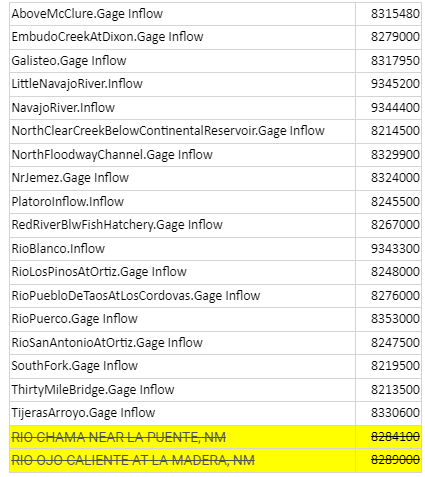 AboveMcClure.Gage Inflow 8315480
EmbudoCreekAtDixon.Gage Inflow 8279000
Galisteo.Gage Inflow 8317950
LittleNavajoRiver.Inflow 9345200
NavajoRiver.Inflow 9344400
NorthClearCreekBelowContinentalReservoir.Gage Inflow 8214500
NorthFloodwayChannel.Gage Inflow 8329900
NrJemez.Gage Inflow 8324000
PlatoroInflow.Inflow 8245500
RedRiverBlwFishHatchery.Gage Inflow 8267000
RioBlanco.Inflow 9343300
RioLosPinosAtOrtiz.Gage Inflow 8248000
RioPuebloDeTaosAtLosCordovas.Gage Inflow 8276000
RioPuerco.Gage Inflow 8353000
RioSanAntonioAtOrtiz.Gage Inflow 8247500
SouthFork.Gage Inflow 8219500
ThirtyMileBridge.Gage Inflow 8213500
TijerasArroyo.Gage Inflow 8330600
RIO CHAMA NEAR LA PUENTE, NM 8284100
RIO OJO CALIENTE AT LA MADERA, NM 8289000